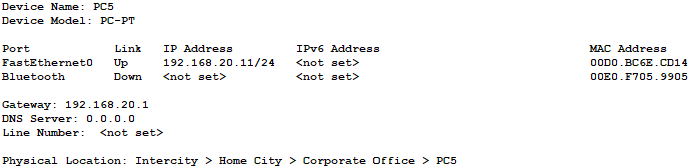 Device Name: PC5
Device Model: PC-PT
Port Link IP Address IPv6 Address MAC Address
FastEthernet0 Up 192.168.20.11/24 <not set> 00D0.BC6E.CD14
Bluetooth Down <not set> <not set> 00E0.F705.9905
Gateway: 192.168.20.1
DNS Server: 0.0.0.0
Line Number: <not set>
Physical Location: Intercity > Home City > Corporate Office > PC5